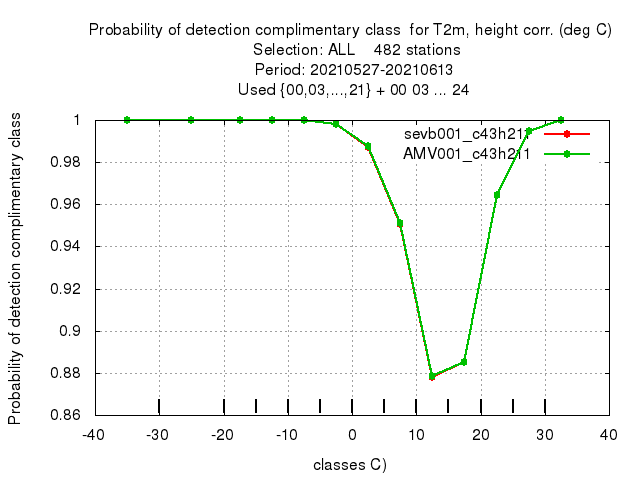 Probability of detection complimentary class  for T2m, height corr. (deg C)
Selection: ALL    482 stations
Period: 20210527-20210613
Used {00,03,...,21} + 00 03 ... 24
Probability of detection complimentary class
1
0.98
0.96
0.94
0.92
0.9
0.88
0.86
sevb001_c43h211
AMV001_c43h211
-40
-30
-20
-10
0
10
20
30
40
classes C)